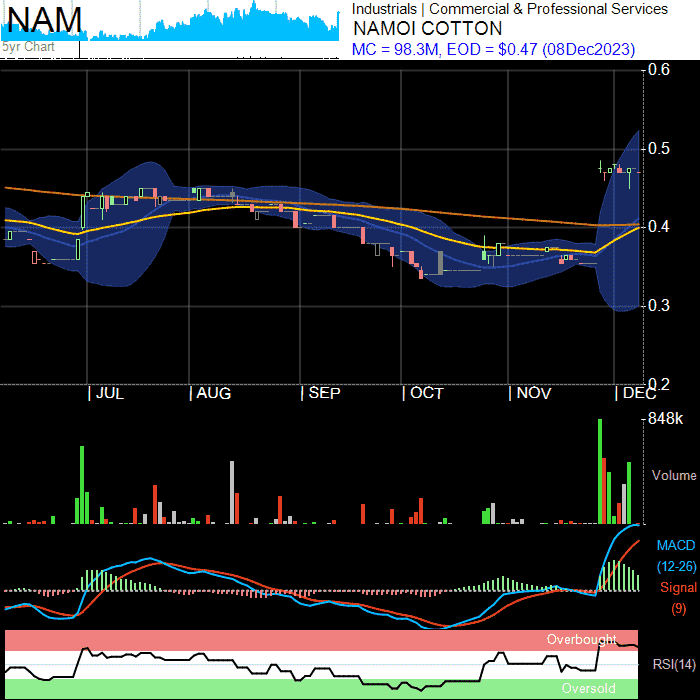 NAM
5yr Chart
Industrials | Commercial & Professional Services
NAMOI COTTON
MC = 98.3M, EOD = $0.47 (08Dec2023)
0.6
0.5
0.4
0.3
0.2
| JUL | AUG | SEP | OCT | NOV | DEC
848k
Volume
MACD
(12-26)
Signal
(9)
Overbought
RSI(14)
Oversold